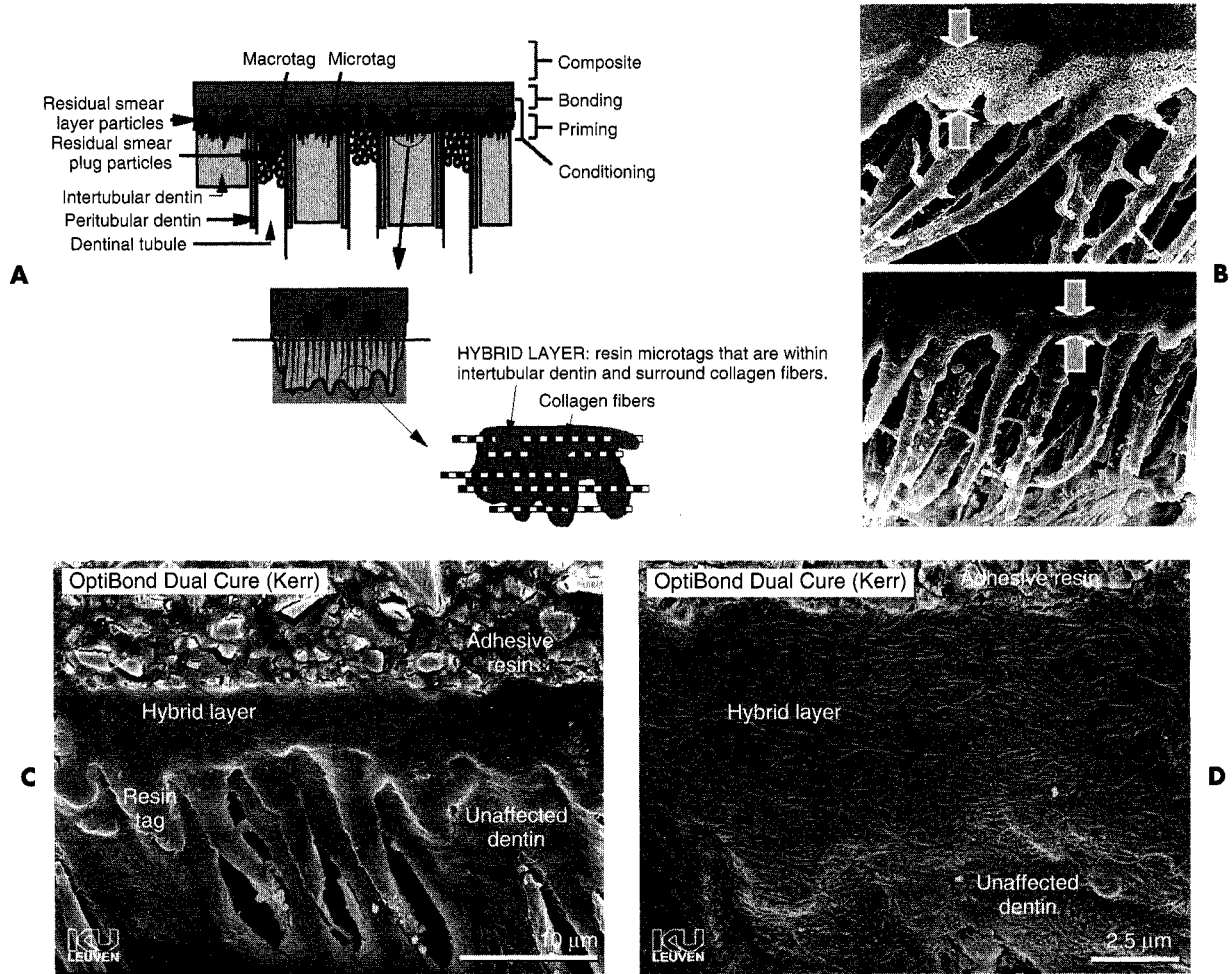 Macrotag Microtag
Composite
Bonding
Priming
Conditioning
Residual smear
layer particles
Residual smear
plug particles
Intertubular dentin
Peritubular dentin
Dentinal tubule
A
HYBRID LAYER: resin microtags that are within
intertubular dentin and surround collagen fibers.
Collagen fibers
B
OptiBond Dual Cure (Kerr)
Adhesive
resin
Hybrid layer
C
Resin
tag
Unaffected
dentin
KU
LEUVEN
10 μm
OptiBond Dual Cure (Kerr)
Adhesive resin
Hybrid layer
D
Unaffected
dentin
KU
LEUVEN
2.5 μm